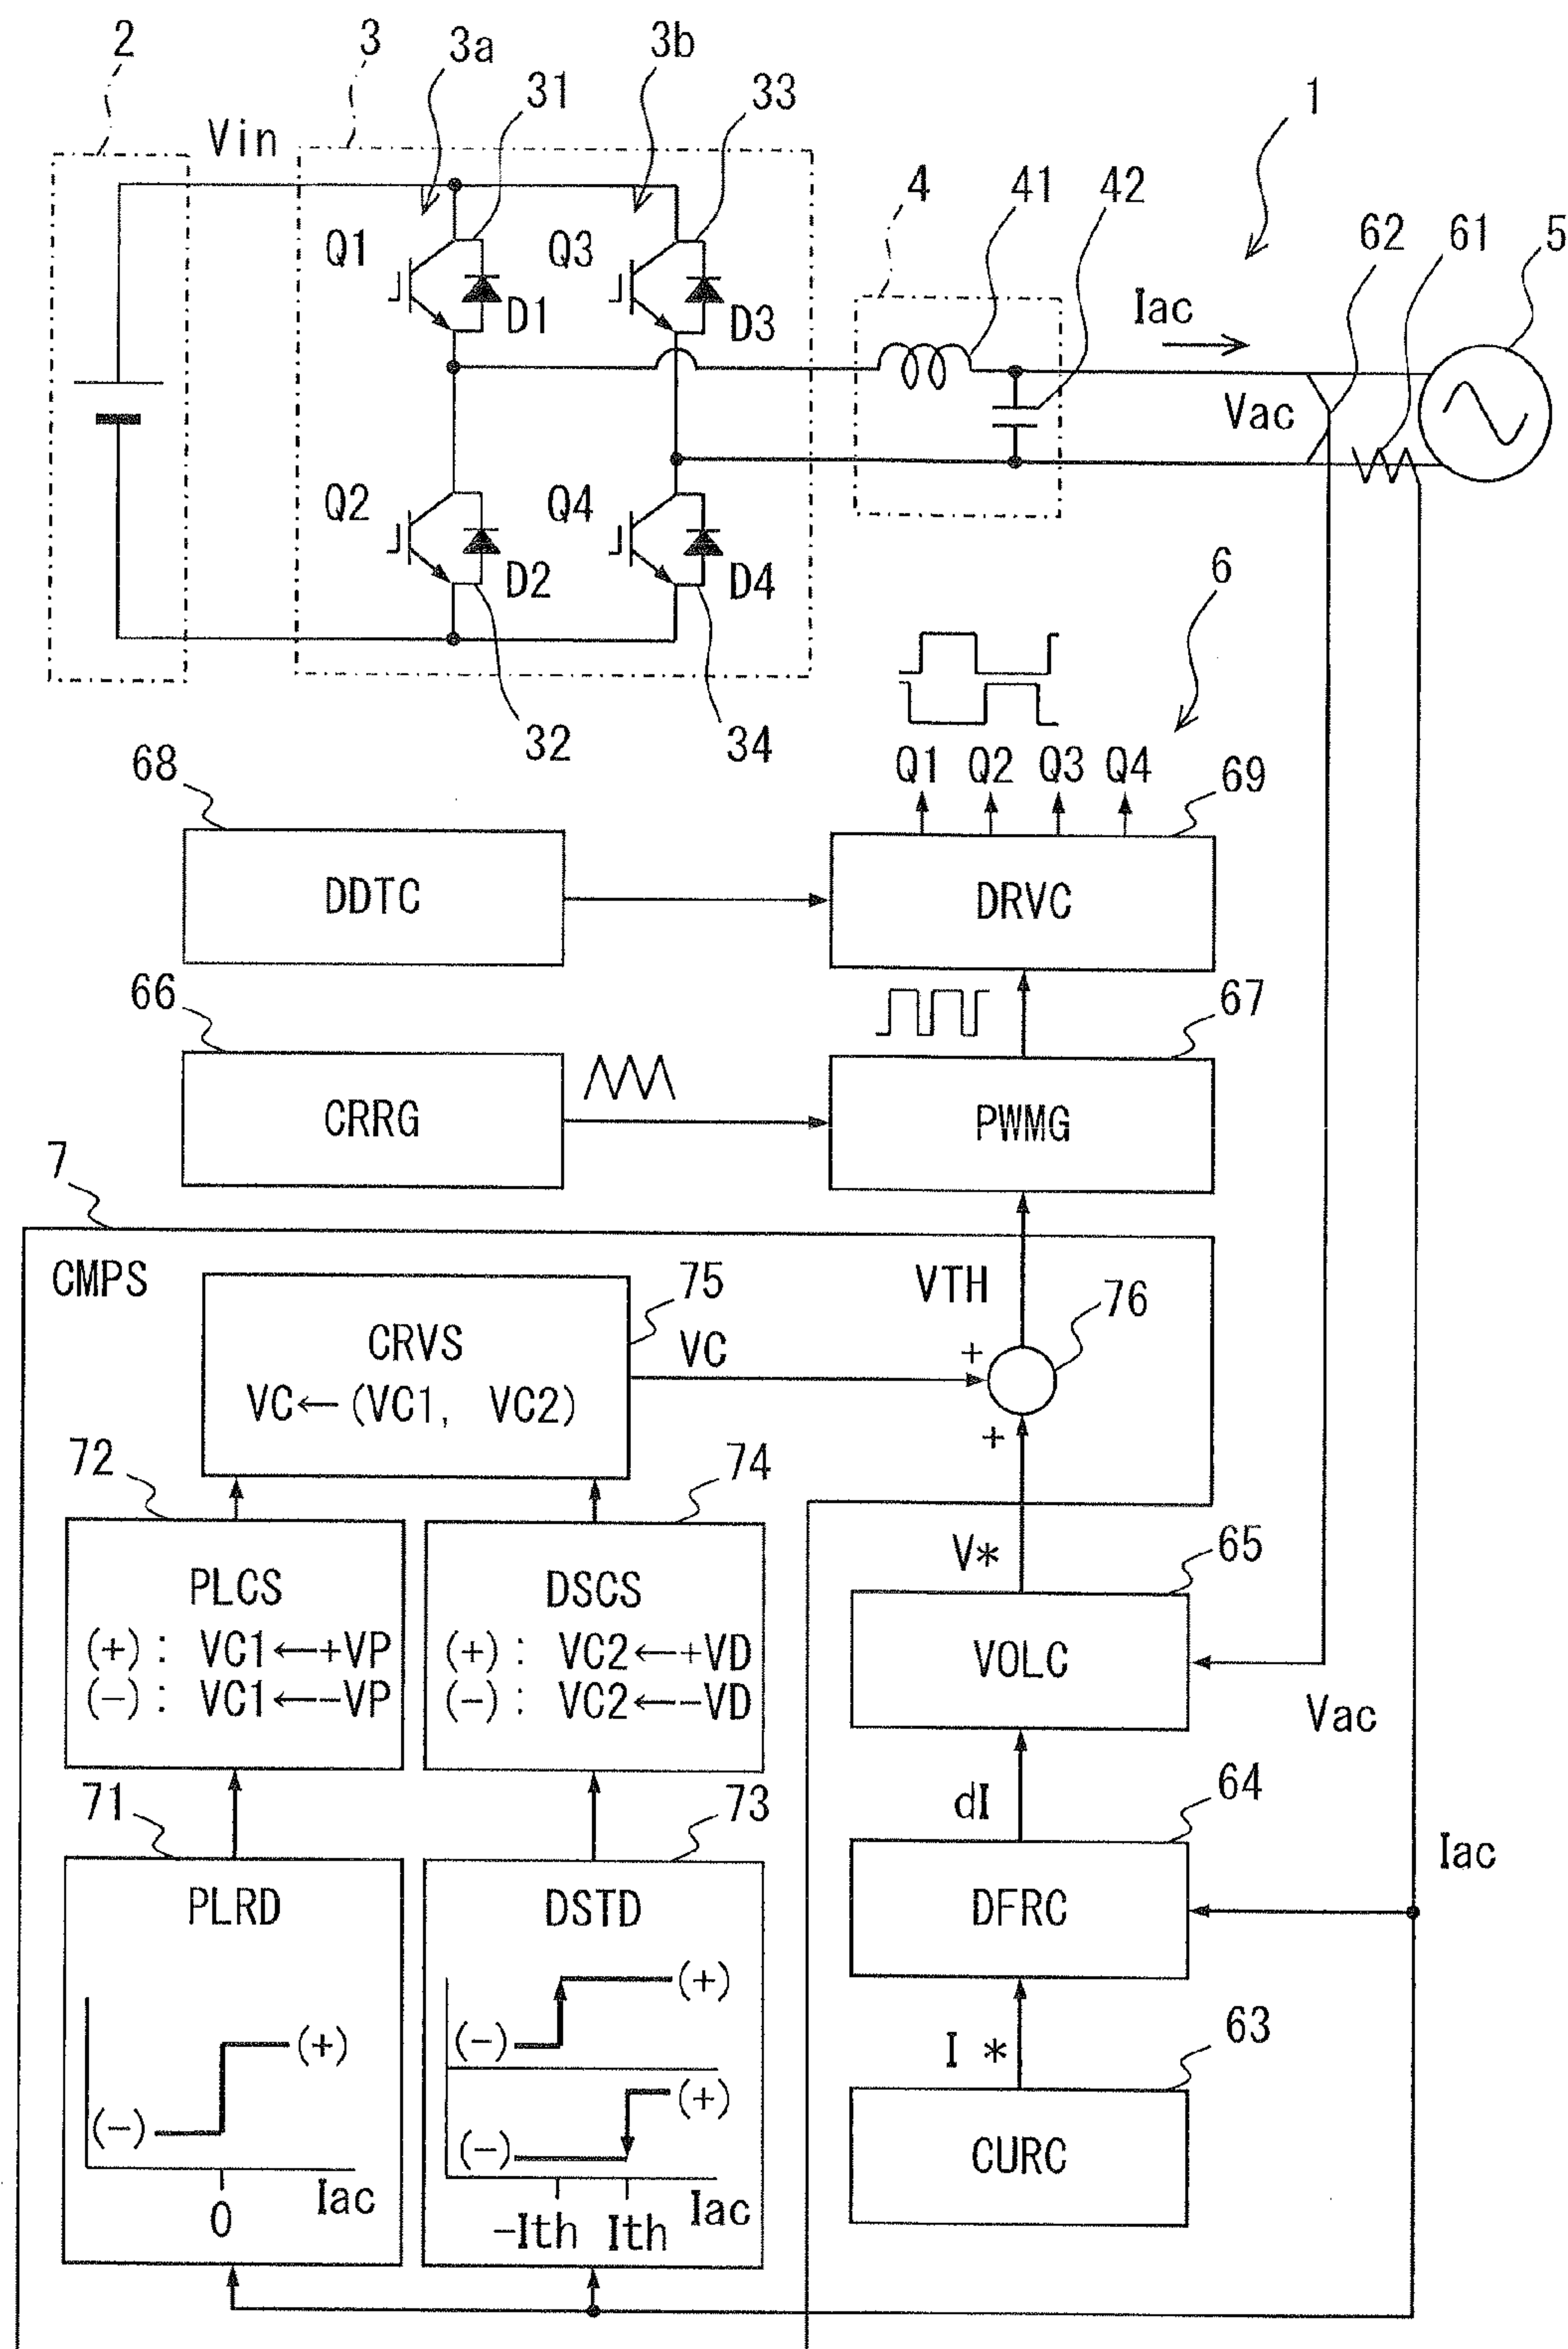 2
3
3a
3b
1
31
33
Vin
4
41
42
62
61
5
Q1
Q3
D1
D3
Iac
Vac
Q2
Q4
D2
D4
6
32
34
68
Q1 Q2 Q3 Q4
69
DDTC
DRVC
66
67
CRRG
PWMG
7
CMPS
75
VTH
76
CRVS
VC←(VC1, VC2)
VC
+
+
72
74
V*
65
PLCS
(+): VC1←+VP
(-): VC1←-VP
DSCS
(+): VC2←+VD
(-): VC2←-VD
VOLC
Vac
71
73
dI
64
Iac
PLRD
DSTD
DFRC
(+)
(-)
(+)
(-)
(+)
(-)
I *
63
CURC
0
Iac
-Ith
Ith
Iac